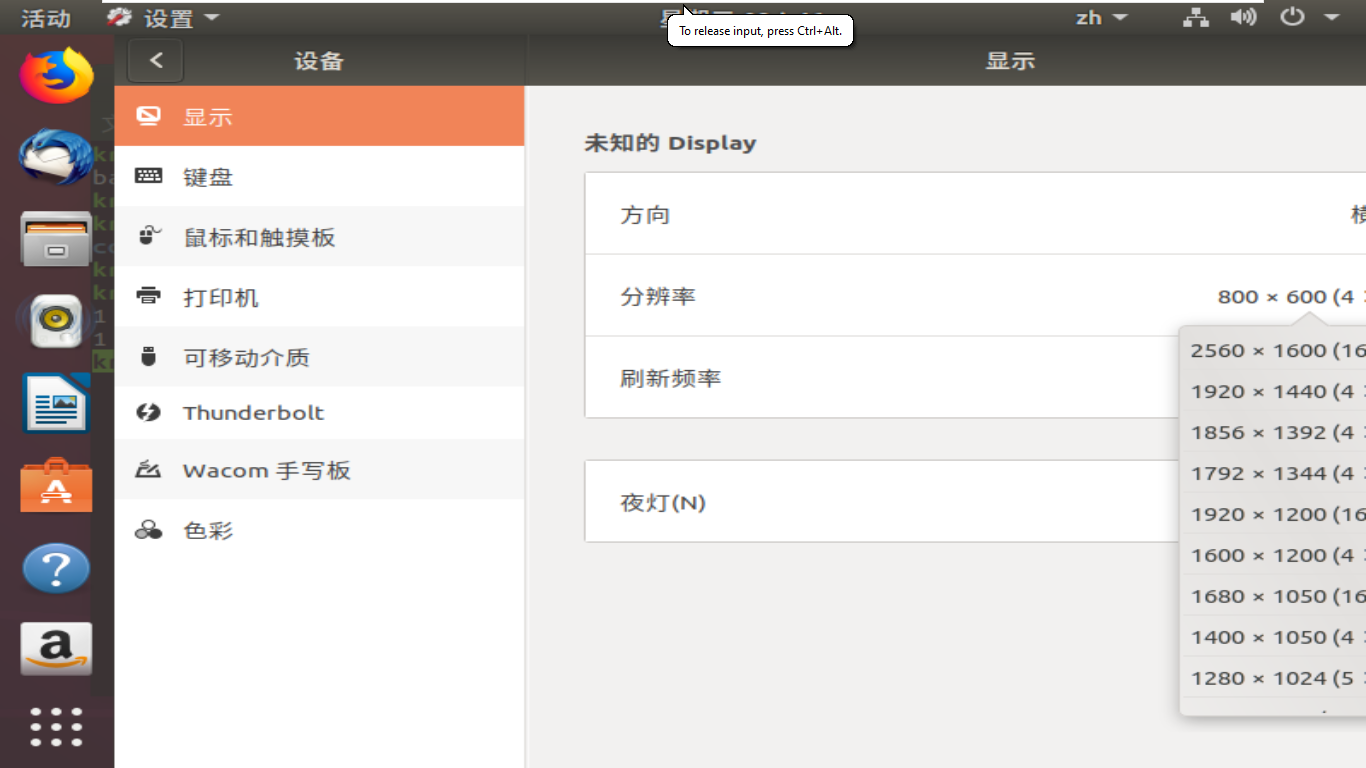 活动 设置 zh
To release input, press Ctrl+Alt.
设备 显示
显示
键盘
鼠标和触摸板
打印机
可移动介质
Thunderbolt
Wacom 手写板
色彩
未知的 Display
方向
分辨率 800 × 600 (4
刷新频率
夜灯(N)
2560 × 1600 (16
1920 × 1440 (4
1856 × 1392 (4
1792 × 1344 (4
1920 × 1200 (16
1600 × 1200 (4
1680 × 1050 (16
1400 × 1050 (4
1280 × 1024 (5